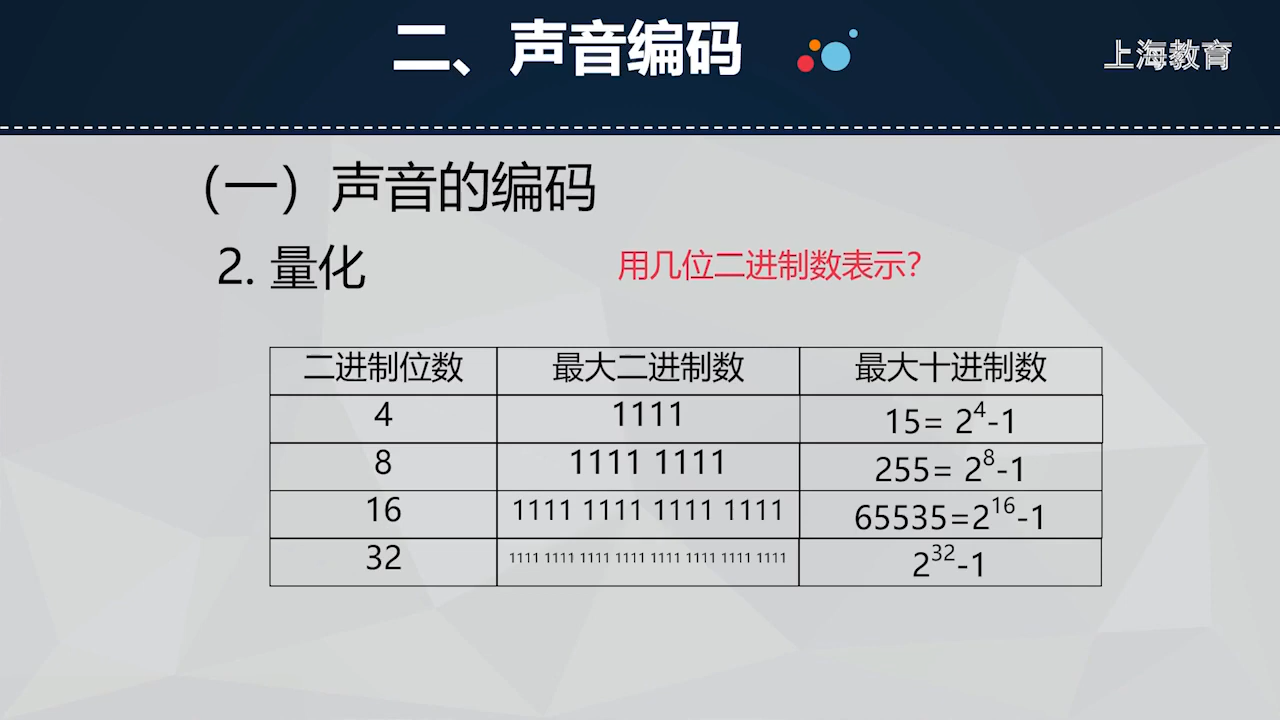 二、声音编码
上海教育
（一）声音的编码
2. 量化
用几位二进制数表示?
二进制位数 最大二进制数 最大十进制数
4 1111 15= 2⁴-1
8 1111 1111 255= 2⁸-1
16 1111 1111 1111 1111 65535=2¹⁶-1
32 1111 1111 1111 1111 1111 1111 1111 1111 2³²-1